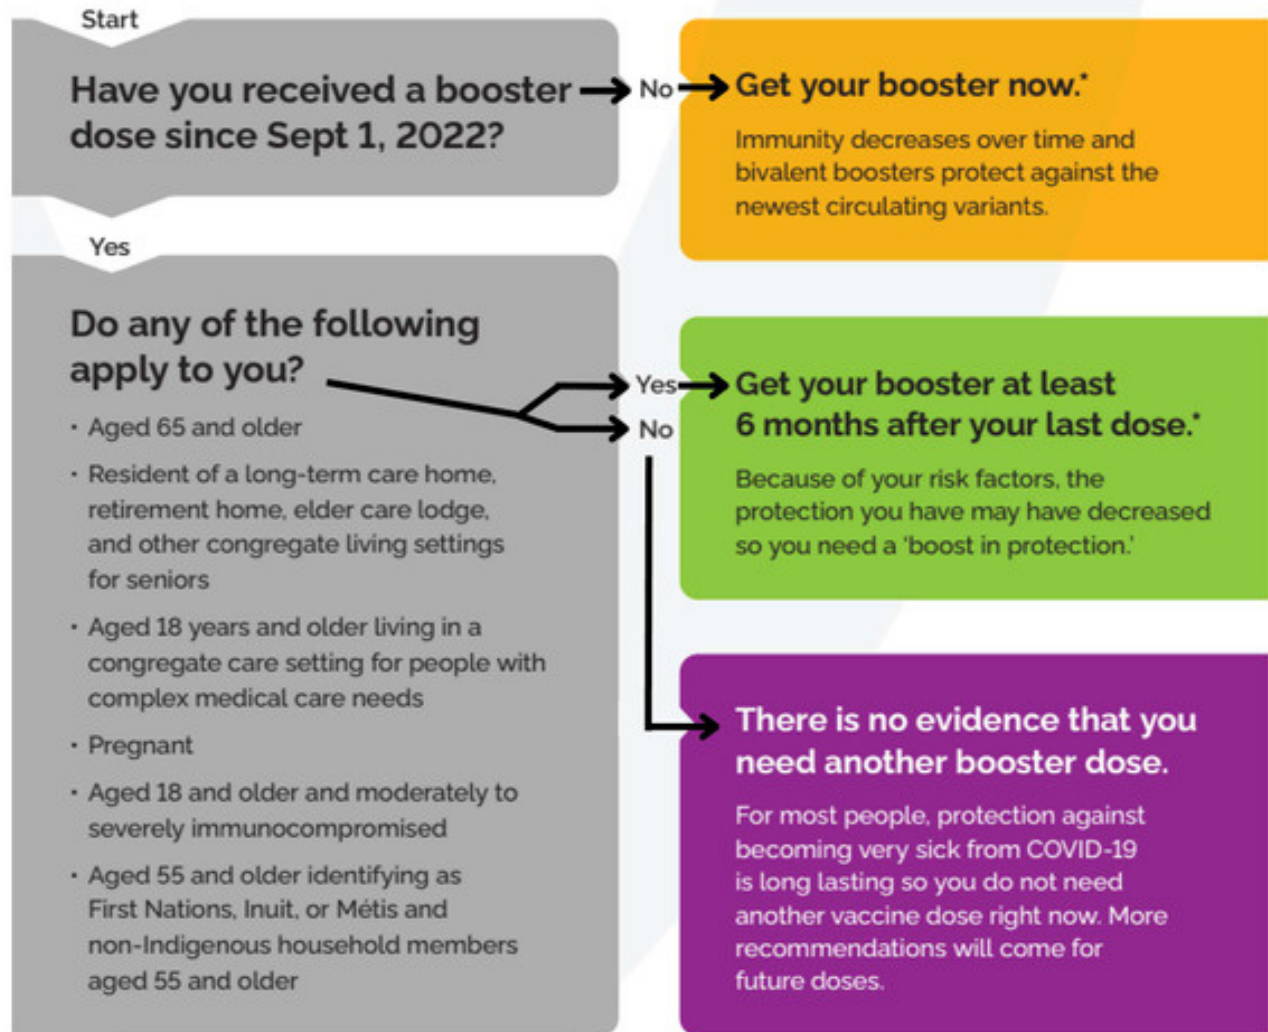 Start
Have you received a booster
dose since Sept 1, 2022?
No
Get your booster now.*
Immunity decreases over time and
bivalent boosters protect against the
newest circulating variants.
Yes
Do any of the following
apply to you?
· Aged 65 and older
· Resident of a long-term care home,
retirement home, elder care lodge,
and other congregate living settings
for seniors
· Aged 18 years and older living in a
congregate care setting for people with
complex medical care needs
· Pregnant
· Aged 18 and older and moderately to
severely immunocompromised
· Aged 55 and older identifying as
First Nations, Inuit, or Métis and
non-Indigenous household members
aged 55 and older
Yes
No
Get your booster at least
6 months after your last dose.*
Because of your risk factors, the
protection you have may have decreased
so you need a ‘boost in protection.’
There is no evidence that you
need another booster dose.
For most people, protection against
becoming very sick from COVID-19
is long lasting so you do not need
another vaccine dose right now. More
recommendations will come for
future doses.